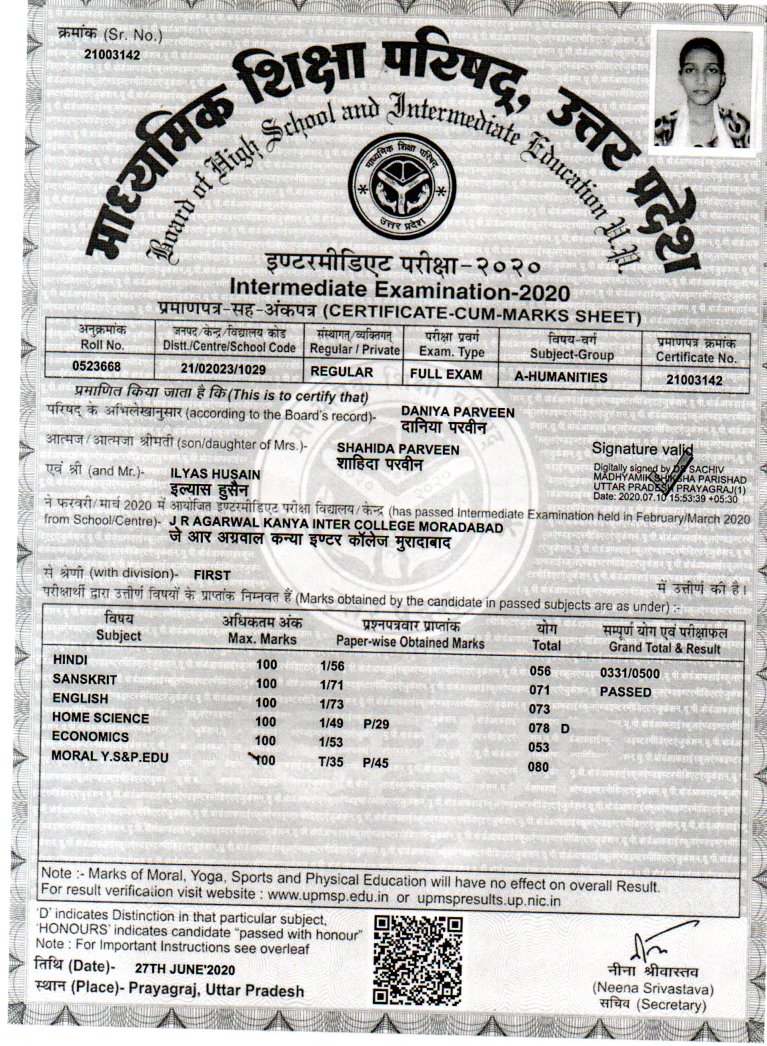 क्रमांक (Sr. No.)
21003142
माध्यमिक शिक्षा परिषद्, उत्तर प्रदेश
Board of High School and Intermediate Education U.P.
माध्यमिक शिक्षा परिषद
उत्तर प्रदेश
इण्टरमीडिएट परीक्षा-२०२०
Intermediate Examination-2020
प्रमाणपत्र-सह-अंकपत्र (CERTIFICATE-CUM-MARKS SHEET)
अनुक्रमांक जनपद/केन्द्र/विद्यालय कोड संस्थागत/व्यक्तिगत परीक्षा प्रवर्ग विषय-वर्ग प्रमाणपत्र क्रमांक
Roll No. Distt./Centre/School Code Regular / Private Exam. Type Subject-Group Certificate No.
0523668 21/02023/1029 REGULAR FULL EXAM A-HUMANITIES 21003142
प्रमाणित किया जाता है कि(This is to certify that)
परिषद् के अभिलेखानुसार (according to the Board's record)- DANIYA PARVEEN
दानिया परवीन
आत्मज/आत्मजा श्रीमती (son/daughter of Mrs.)- SHAHIDA PARVEEN
शाहिदा परवीन
एवं श्री (and Mr.)- ILYAS HUSAIN
इल्यास हुसैन
Signature valid
Digitally signed by DS SACHIV
MADHYAMIK SHIKSHA PARISHAD
UTTAR PRADESH PRAYAGRAJ(1)
Date: 2020.07.10 15:53:39 +05:30
ने फरवरी/मार्च 2020 में आयोजित इण्टरमीडिएट परीक्षा विद्यालय/केन्द्र (has passed Intermediate Examination held in February/March 2020
from School/Centre)- J R AGARWAL KANYA INTER COLLEGE MORADABAD
जे आर अग्रवाल कन्या इण्टर कॉलेज मुरादाबाद
से श्रेणी (with division)- FIRST में उत्तीर्ण की है।
परीक्षार्थी द्वारा उत्तीर्ण विषयों के प्राप्तांक निम्नवत हैं (Marks obtained by the candidate in passed subjects are as under) :-
विषय अधिकतम अंक प्रश्नपत्रवार प्राप्तांक योग सम्पूर्ण योग एवं परीक्षाफल
Subject Max. Marks Paper-wise Obtained Marks Total Grand Total & Result
HINDI 100 1/56 056 0331/0500
SANSKRIT 100 1/71 071 PASSED
ENGLISH 100 1/73 073
HOME SCIENCE 100 1/49 P/29 078 D
ECONOMICS 100 1/53 053
MORAL Y.S&P.EDU 100 T/35 P/45 080
Note :- Marks of Moral, Yoga, Sports and Physical Education will have no effect on overall Result.
For result verification visit website : www.upmsp.edu.in or upmspresults.up.nic.in
'D' indicates Distinction in that particular subject,
'HONOURS' indicates candidate "passed with honour"
Note : For Important Instructions see overleaf
तिथि (Date)- 27TH JUNE'2020
स्थान (Place)- Prayagraj, Uttar Pradesh
नीना श्रीवास्तव
(Neena Srivastava)
सचिव (Secretary)